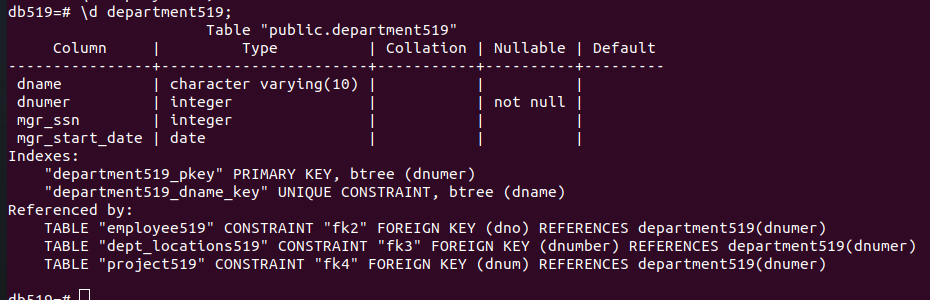 db519=# \d department519;
                        Table "public.department519"
     Column     |         Type          | Collation | Nullable | Default 
----------------+-----------------------+-----------+----------+---------
 dname          | character varying(10) |           |          | 
 dnumer         | integer               |           | not null | 
 mgr_ssn        | integer               |           |          | 
 mgr_start_date | date                  |           |          | 
Indexes:
    "department519_pkey" PRIMARY KEY, btree (dnumer)
    "department519_dname_key" UNIQUE CONSTRAINT, btree (dname)
Referenced by:
    TABLE "employee519" CONSTRAINT "fk2" FOREIGN KEY (dno) REFERENCES department519(dnumer)
    TABLE "dept_locations519" CONSTRAINT "fk3" FOREIGN KEY (dnumber) REFERENCES department519(dnumer)
    TABLE "project519" CONSTRAINT "fk4" FOREIGN KEY (dnum) REFERENCES department519(dnumer)
db519=#